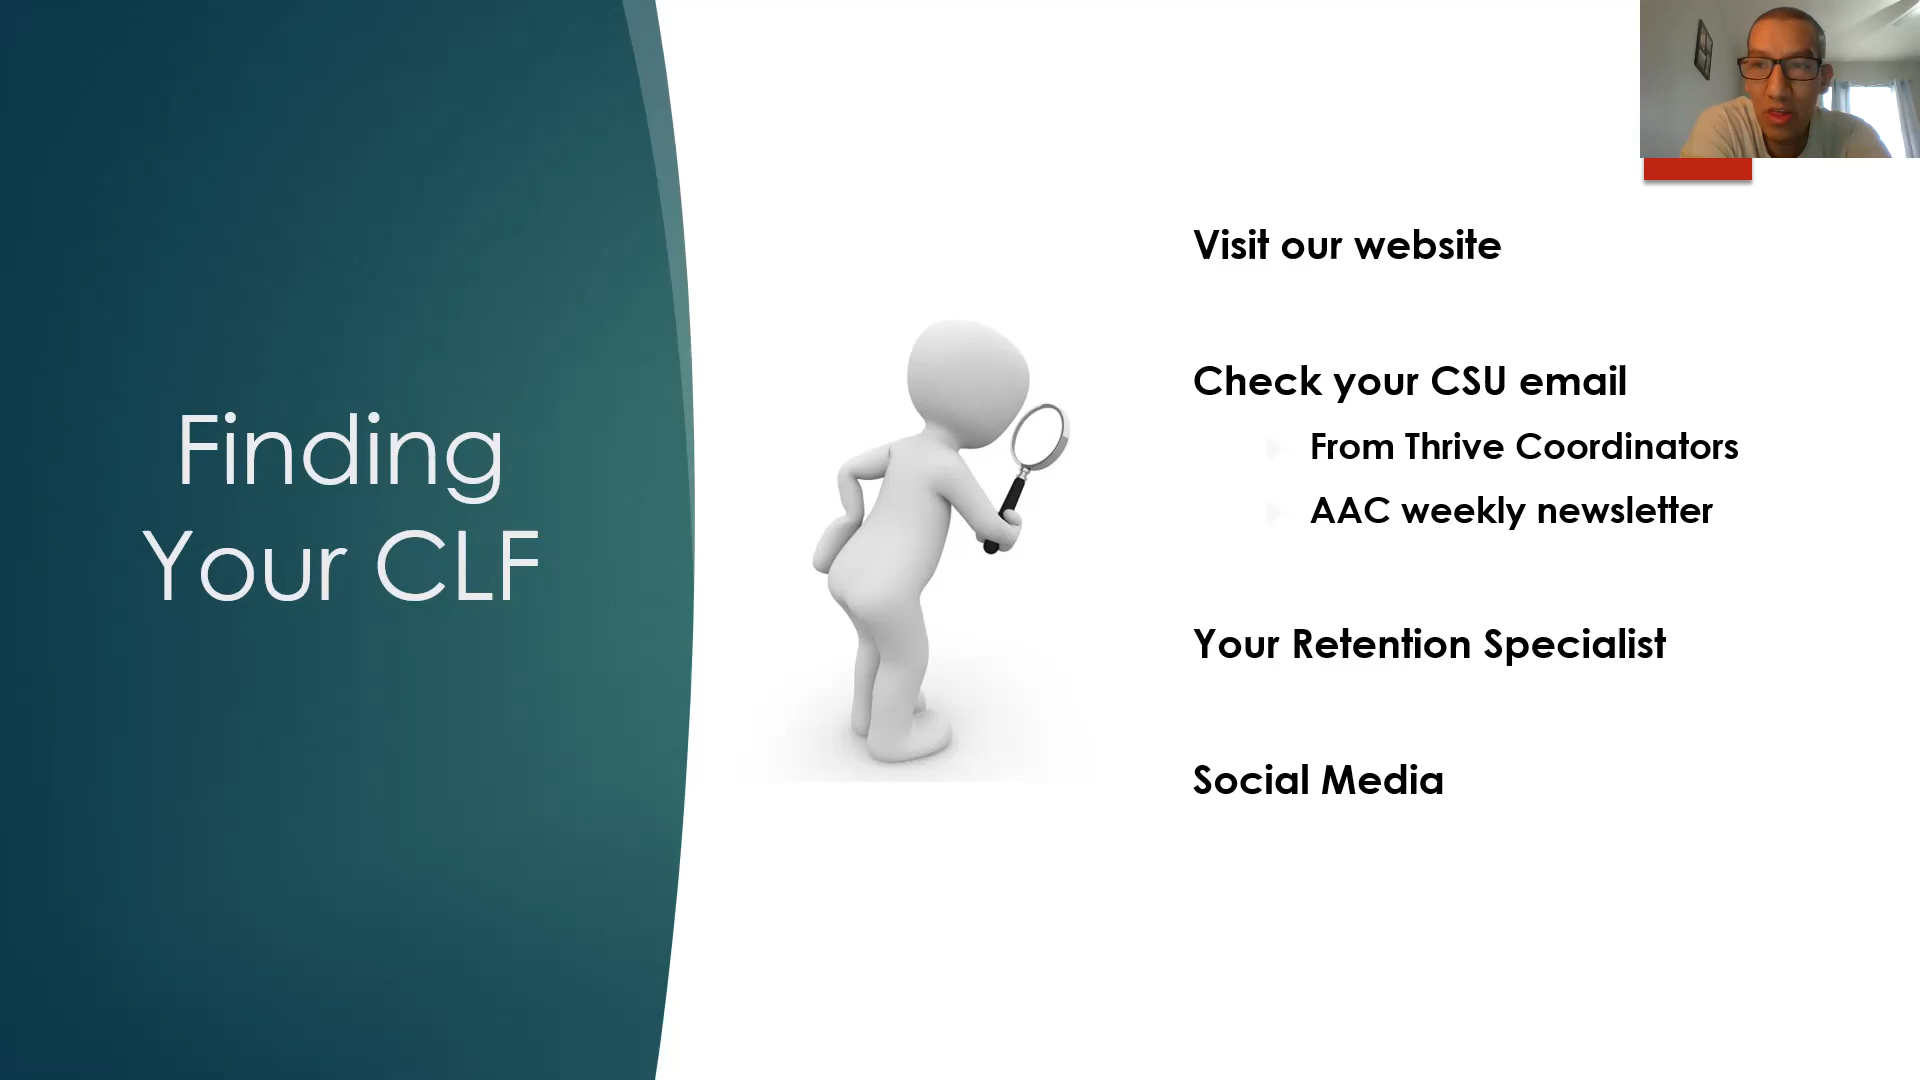 Finding
Your CLF
Visit our website
Check your CSU email
From Thrive Coordinators
AAC weekly newsletter
Your Retention Specialist
Social Media